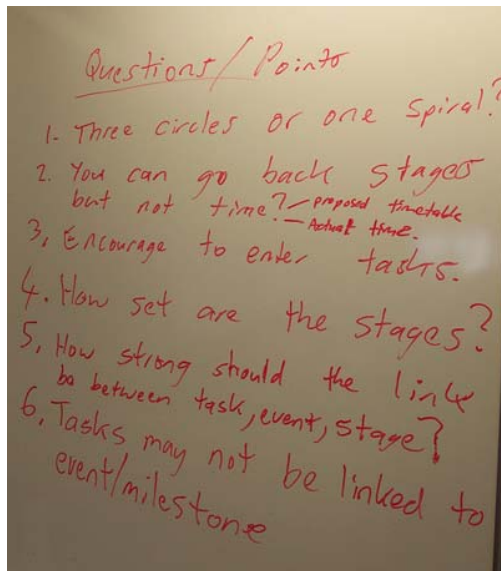 Questions / Points
1. Three circles or one spiral?
2. You can go back stages
but not time? – proposed timetable
– Actual time.
3, Encourage to enter tasks.
4. How set are the stages?
5, How strong should the link
bo between task, event, stage?
6, Tasks may not be linked to
event/milestone